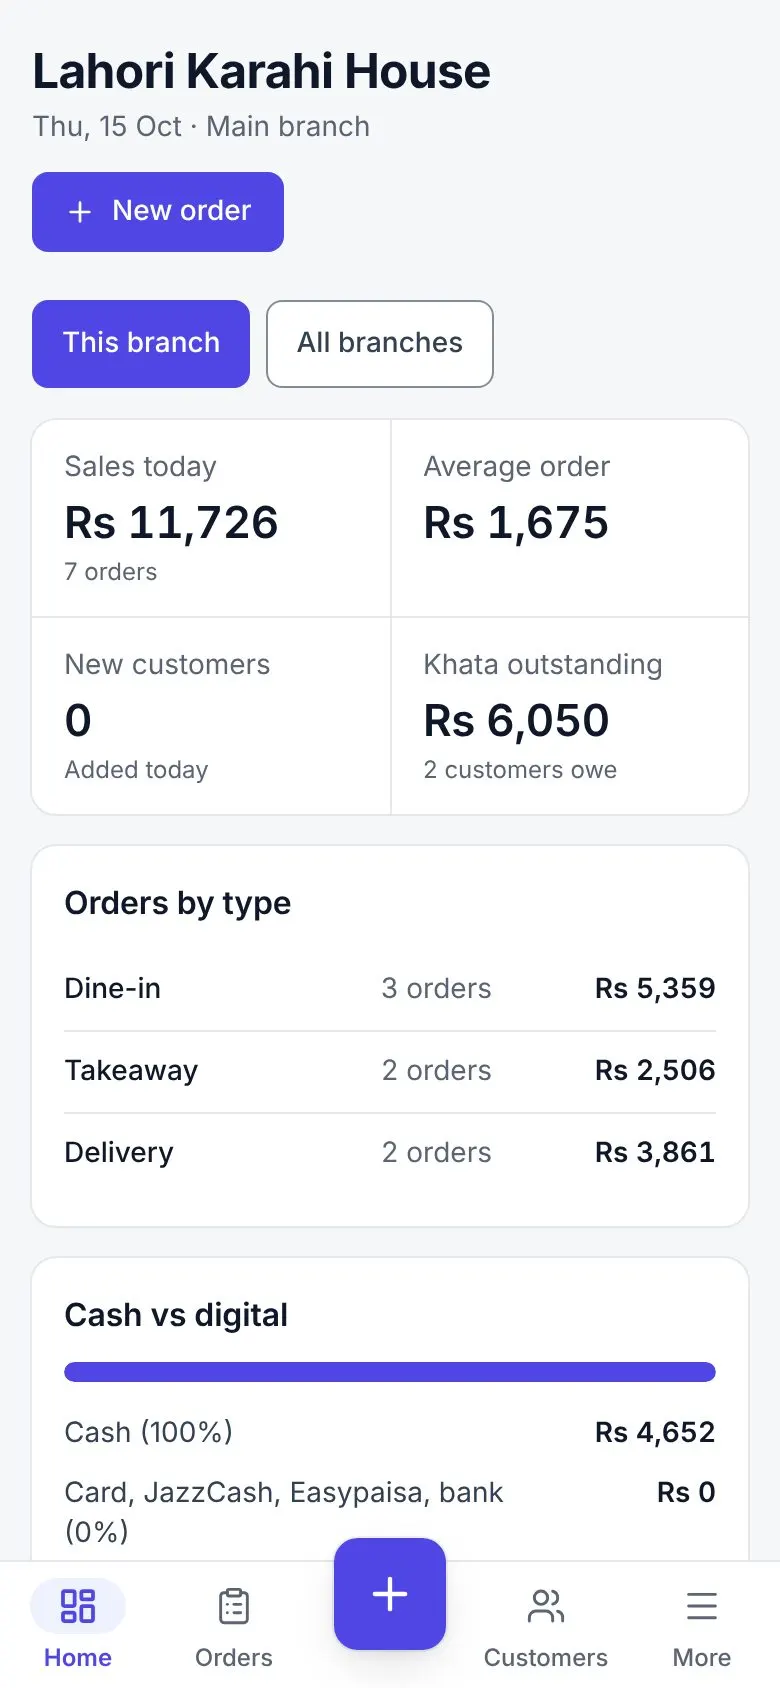 Lahori Karahi House
Thu, 15 Oct · Main branch
+ New order
This branch
All branches
Sales today
Rs 11,726
7 orders
Average order
Rs 1,675
New customers
0
Added today
Khata outstanding
Rs 6,050
2 customers owe
Orders by type
Dine-in 3 orders Rs 5,359
Takeaway 2 orders Rs 2,506
Delivery 2 orders Rs 3,861
Cash vs digital
Cash (100%) Rs 4,652
Card, JazzCash, Easypaisa, bank Rs 0
(0%)
Home
Orders
Customers
More